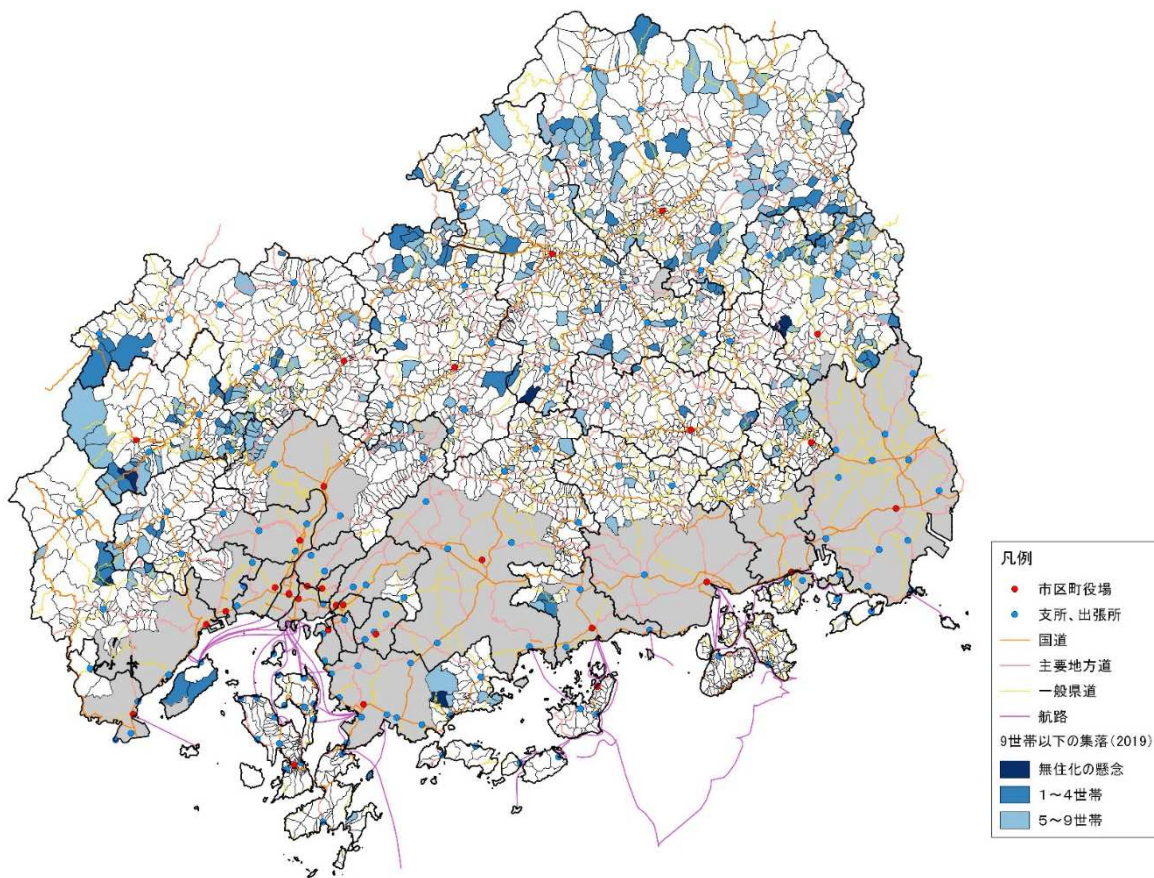 凡例
市区町役場
支所、出張所
国道
主要地方道
一般県道
航路
9世帯以下の集落(2019)
無住化の懸念
1～4世帯
5～9世帯